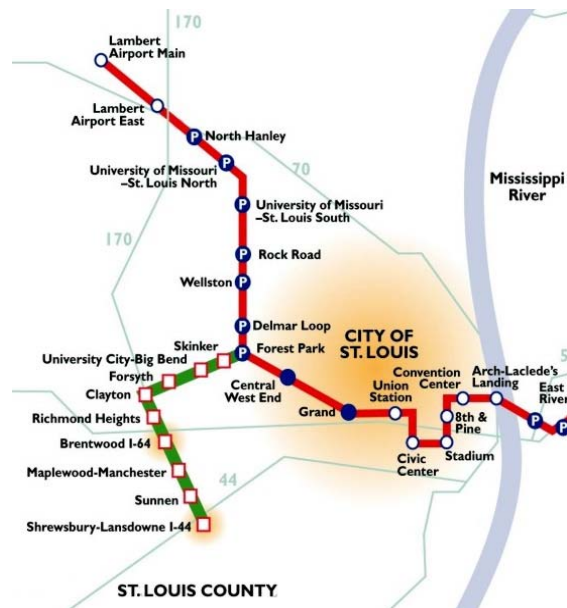 170
Lambert
Airport Main
Lambert
Airport East
P
North Hanley
P
University of Missouri
–St. Louis North
70
Mississippi
River
P
University of Missouri
–St. Louis South
170
P
Rock Road
Wellston
P
P
Delmar Loop
P
Forest Park
Skinker
University City-Big Bend
Forsyth
Clayton
CITY OF
ST. LOUIS
Central
West End
Grand
Union
Station
Convention
Center
Arch-Laclede's
Landing
8th &
Pine
East
River
P
P
5
Civic
Center
Stadium
Richmond Heights
Brentwood I-64
Maplewood-Manchester
44
Sunnen
Shrewsbury-Lansdowne I-44
ST. LOUIS COUNTY